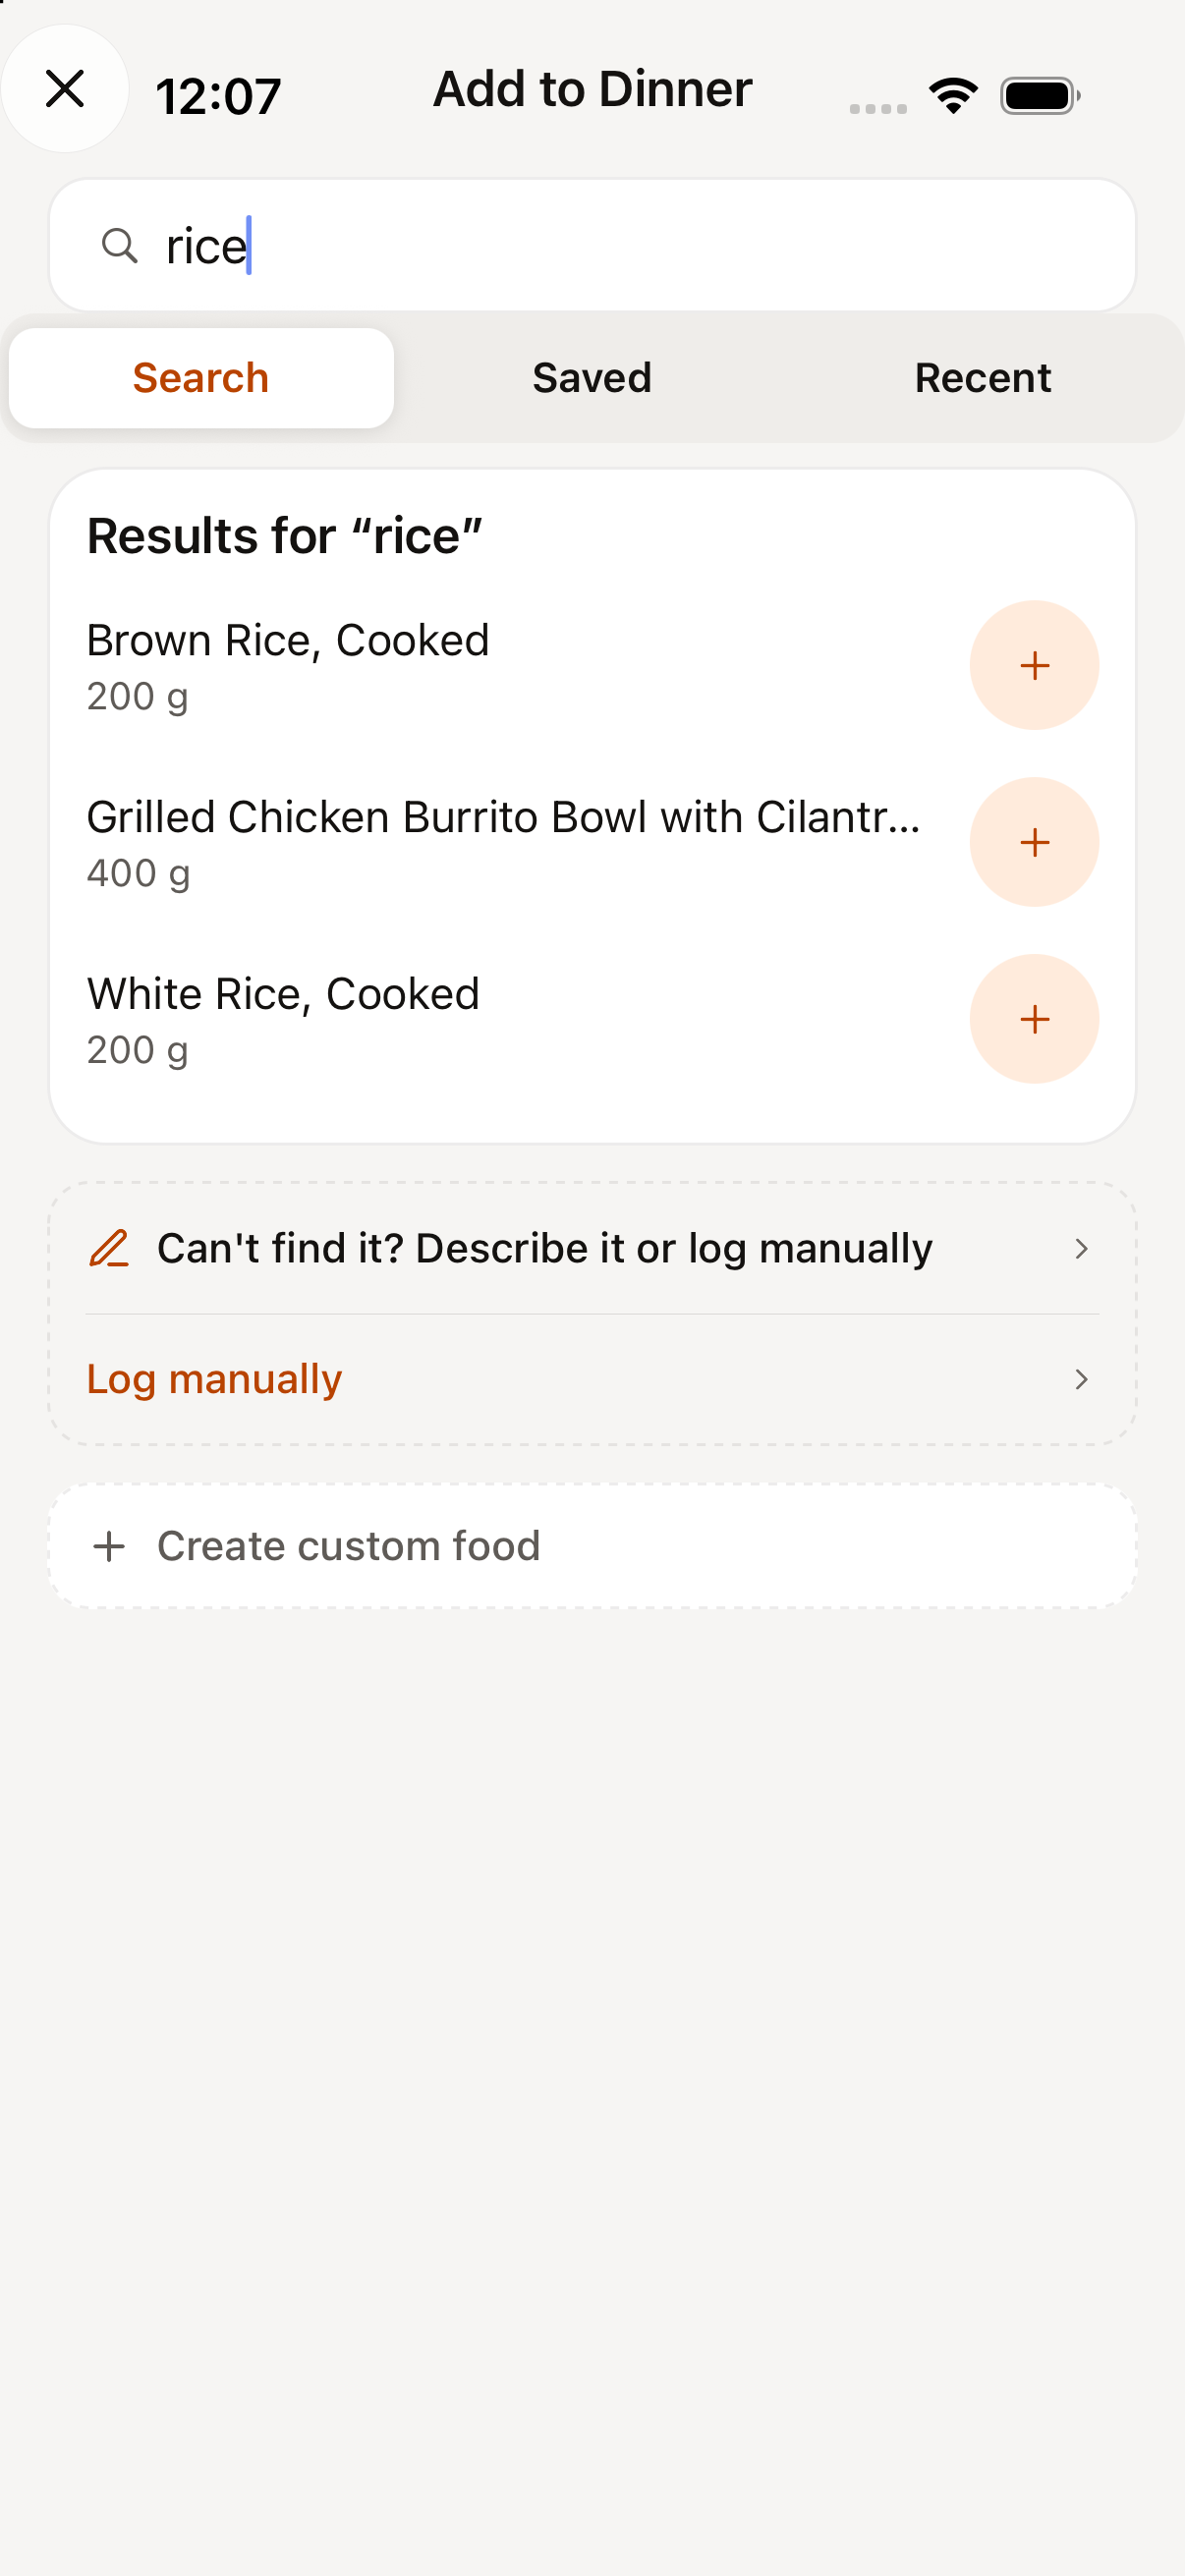 12:07
Add to Dinner
rice
Search
Saved
Recent
Results for “rice”
Brown Rice, Cooked
200 g
Grilled Chicken Burrito Bowl with Cilantr...
400 g
White Rice, Cooked
200 g
Can't find it? Describe it or log manually
Log manually
Create custom food